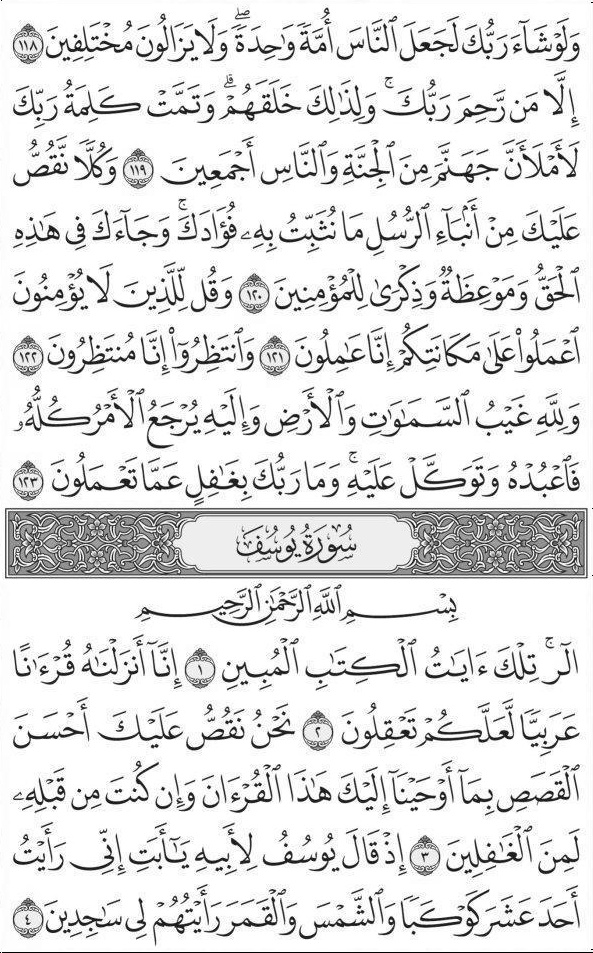 وَلَوْ شَآءَ رَبُّكَ لَجَعَلَ ٱلنَّاسَ أُمَّةً وَٰحِدَةً ۖ وَلَا يَزَالُونَ مُخْتَلِفِينَ ١١٨
إِلَّا مَن رَّحِمَ رَبُّكَ ۚ وَلِذَٰلِكَ خَلَقَهُمْ ۗ وَتَمَّتْ كَلِمَةُ رَبِّكَ
لَأَمْلَأَنَّ جَهَنَّمَ مِنَ ٱلْجِنَّةِ وَٱلنَّاسِ أَجْمَعِينَ ١١٩ وَكُلًّا نَّقُصُّ
عَلَيْكَ مِنْ أَنۢبَآءِ ٱلرُّسُلِ مَا نُثَبِّتُ بِهِۦ فُؤَادَكَ ۚ وَجَآءَكَ فِى هَٰذِهِ
ٱلْحَقُّ وَمَوْعِظَةٌ وَذِكْرَىٰ لِلْمُؤْمِنِينَ ١٢٠ وَقُل لِّلَّذِينَ لَا يُؤْمِنُونَ
ٱعْمَلُوا۟ عَلَىٰ مَكَانَتِكُمْ إِنَّا عَٰمِلُونَ ١٢١ وَٱنتَظِرُوٓا۟ إِنَّا مُنتَظِرُونَ ١٢٢
وَلِلَّهِ غَيْبُ ٱلسَّمَٰوَٰتِ وَٱلْأَرْضِ وَإِلَيْهِ يُرْجَعُ ٱلْأَمْرُ كُلُّهُۥ
فَٱعْبُدْهُ وَتَوَكَّلْ عَلَيْهِ ۚ وَمَا رَبُّكَ بِغَٰفِلٍ عَمَّا تَعْمَلُونَ ١٢٣
سُورَةُ يُوسُفَ
بِسْمِ ٱللَّهِ ٱلرَّحْمَٰنِ ٱلرَّحِيمِ
الٓر ۚ تِلْكَ ءَايَٰتُ ٱلْكِتَٰبِ ٱلْمُبِينِ ١ إِنَّآ أَنزَلْنَٰهُ قُرْءَٰنًا
عَرَبِيًّا لَّعَلَّكُمْ تَعْقِلُونَ ٢ نَحْنُ نَقُصُّ عَلَيْكَ أَحْسَنَ
ٱلْقَصَصِ بِمَآ أَوْحَيْنَآ إِلَيْكَ هَٰذَا ٱلْقُرْءَانَ وَإِن كُنتَ مِن قَبْلِهِۦ
لَمِنَ ٱلْغَٰفِلِينَ ٣ إِذْ قَالَ يُوسُفُ لِأَبِيهِ يَٰٓأَبَتِ إِنِّى رَأَيْتُ
أَحَدَ عَشَرَ كَوْكَبًا وَٱلشَّمْسَ وَٱلْقَمَرَ رَأَيْتُهُمْ لِى سَٰجِدِينَ ٤